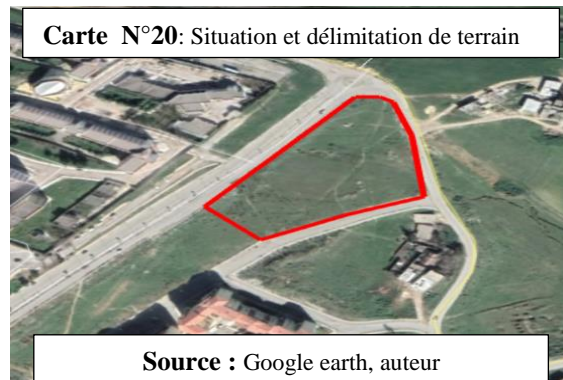 Carte N°20: Situation et délimitation de terrain
Source : Google earth, auteur